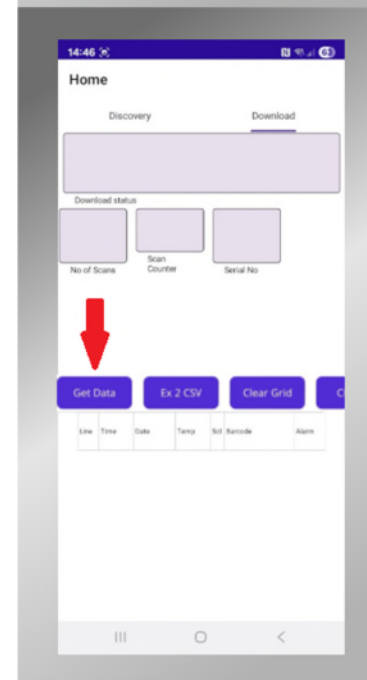 14:46 63
Home
Discovery Download
Download status
No of Scans
Scan
Counter
Serial No
Get Data Ex 2 CSV Clear Grid
Line Time Date Temp Barcode Alarm